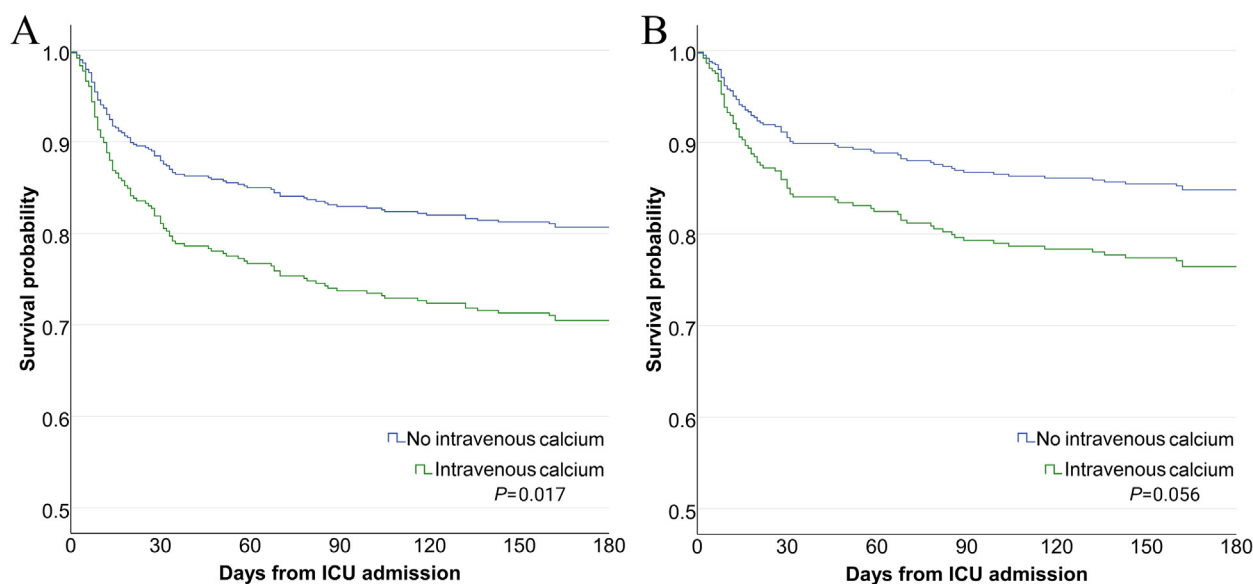 A
1.0
0.9
0.8
0.7
0.6
0.5
Survival probability
No intravenous calcium
Intravenous calcium
P=0.017
0 30 60 90 120 150 180
Days from ICU admission
B
1.0
0.9
0.8
0.7
0.6
0.5
Survival probability
No intravenous calcium
Intravenous calcium
P=0.056
0 30 60 90 120 150 180
Days from ICU admission